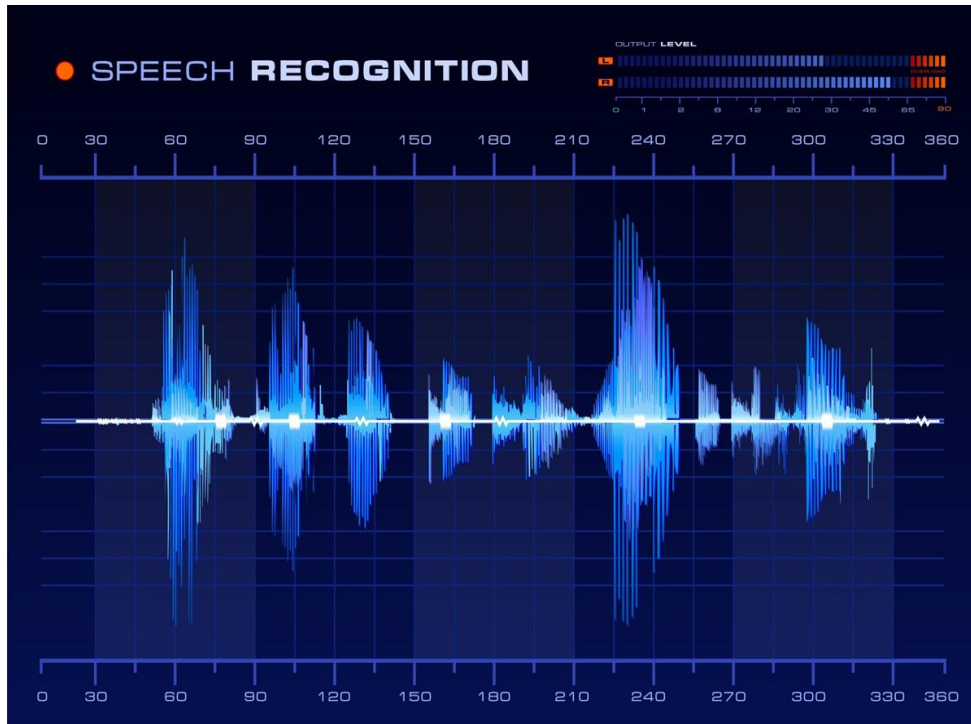 OUTPUT LEVEL
SPEECH RECOGNITION
L
OVERLOAD
R
0 1 2 8 12 20 30 45 65 90
0 30 60 90 120 150 180 210 240 270 300 330 360
0 30 60 90 120 150 180 210 240 270 300 330 360